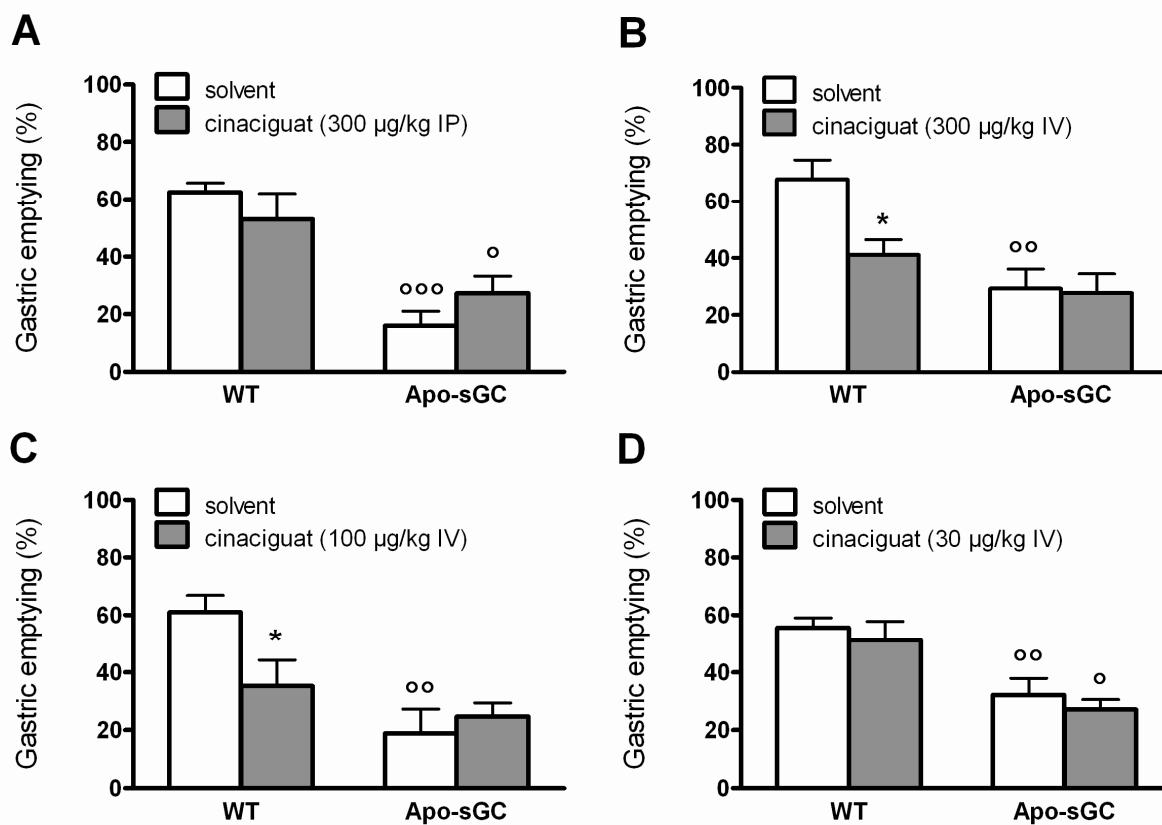 A
Gastric emptying (%)
100
80
60
40
20
0
solvent
cinaciguat (300 µg/kg IP)
°°°
°
WT
Apo-sGC
B
Gastric emptying (%)
100
80
60
40
20
0
solvent
cinaciguat (300 µg/kg IV)
*
°°
WT
Apo-sGC
C
Gastric emptying (%)
100
80
60
40
20
0
solvent
cinaciguat (100 µg/kg IV)
*
°°
WT
Apo-sGC
D
Gastric emptying (%)
100
80
60
40
20
0
solvent
cinaciguat (30 µg/kg IV)
°°
°
WT
Apo-sGC